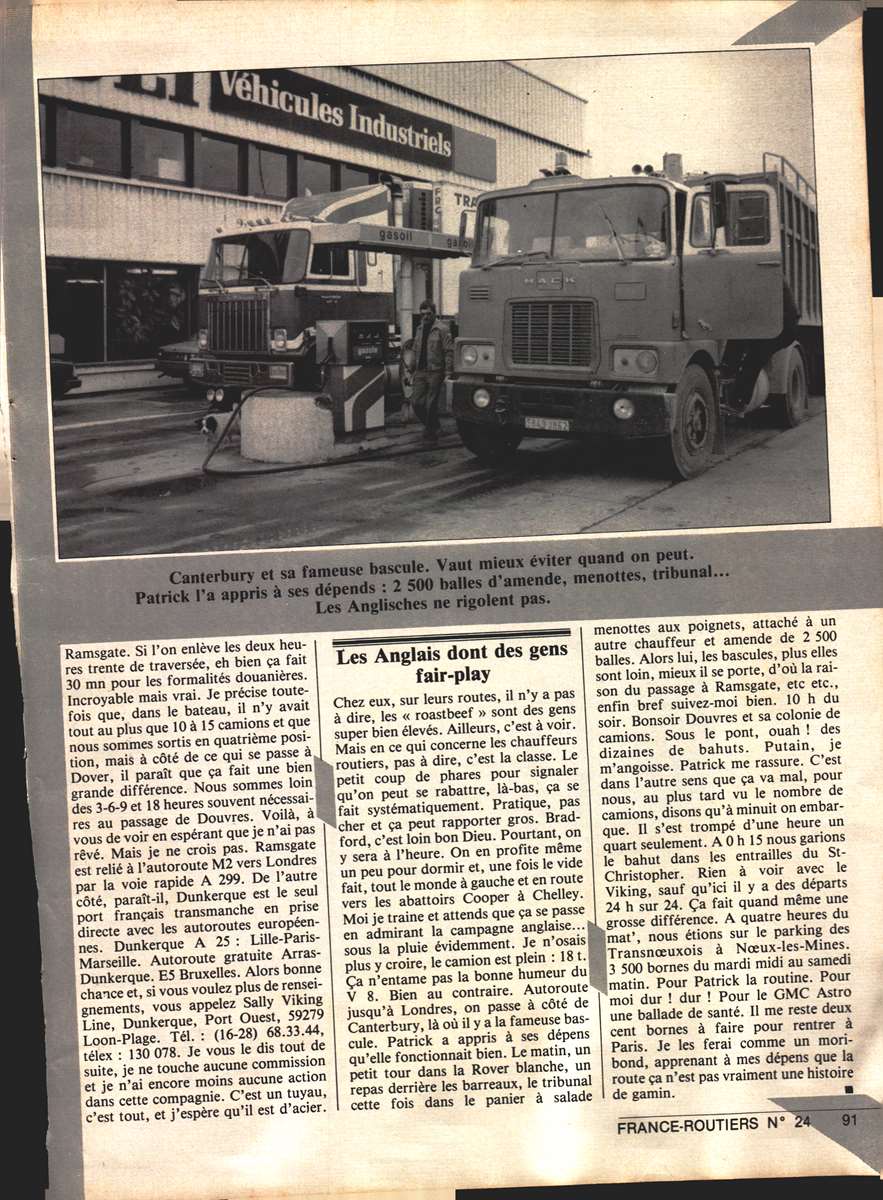 Véhicules Industriels
FRGM
TRA
gasoil
gasoil
gazole
MACK
Canterbury et sa fameuse bascule. Vaut mieux éviter quand on peut.
Patrick l'a appris à ses dépends : 2 500 balles d'amende, menottes, tribunal...
Les Anglisches ne rigolent pas.
Ramsgate. Si l'on enlève les deux heu-
res trente de traversée, eh bien ça fait
30 mn pour les formalités douanières.
Incroyable mais vrai. Je précise toute-
fois que, dans le bateau, il n'y avait
tout au plus que 10 à 15 camions et que
nous sommes sortis en quatrième posi-
tion, mais à côté de ce qui se passe à
Dover, il paraît que ça fait une bien
grande différence. Nous sommes loin
des 3-6-9 et 18 heures souvent nécessai-
res au passage de Douvres. Voilà, à
vous de voir en espérant que je n'ai pas
rêvé. Mais je ne crois pas. Ramsgate
est relié à l'autoroute M2 vers Londres
par la voie rapide A 299. De l'autre
côté, paraît-il, Dunkerque est le seul
port français transmanche en prise
directe avec les autoroutes européen-
nes. Dunkerque A 25 : Lille-Paris-
Marseille. Autoroute gratuite Arras-
Dunkerque. E5 Bruxelles. Alors bonne
chance et, si vous voulez plus de rensei-
gnements, vous appelez Sally Viking
Line, Dunkerque, Port Ouest, 59279
Loon-Plage. Tél. : (16-28) 68.33.44,
télex : 130 078. Je vous le dis tout de
suite, je ne touche aucune commission
et je n'ai encore moins aucune action
dans cette compagnie. C'est un tuyau,
c'est tout, et j'espère qu'il est d'acier.
Les Anglais dont des gens
fair-play
Chez eux, sur leurs routes, il n'y a pas
à dire, les « roastbeef » sont des gens
super bien élevés. Ailleurs, c'est à voir.
Mais en ce qui concerne les chauffeurs
routiers, pas à dire, c'est la classe. Le
petit coup de phares pour signaler
qu'on peut se rabattre, là-bas, ça se
fait systématiquement. Pratique, pas
cher et ça peut rapporter gros. Brad-
ford, c'est loin bon Dieu. Pourtant, on
y sera à l'heure. On en profite même
un peu pour dormir et, une fois le vide
fait, tout le monde à gauche et en route
vers les abattoirs Cooper à Chelley.
Moi je traine et attends que ça se passe
en admirant la campagne anglaise...
sous la pluie évidemment. Je n'osais
plus y croire, le camion est plein : 18 t.
Ça n'entame pas la bonne humeur du
V 8. Bien au contraire. Autoroute
jusqu'à Londres, on passe à côté de
Canterbury, là où il y a la fameuse bas-
cule. Patrick a appris à ses dépens
qu'elle fonctionnait bien. Le matin, un
petit tour dans la Rover blanche, un
repas derrière les barreaux, le tribunal
cette fois dans le panier à salade
menottes aux poignets, attaché à un
autre chauffeur et amende de 2 500
balles. Alors lui, les bascules, plus elles
sont loin, mieux il se porte, d'où la rai-
son du passage à Ramsgate, etc etc.,
enfin bref suivez-moi bien. 10 h du
soir. Bonsoir Douvres et sa colonie de
camions. Sous le pont, ouah ! des
dizaines de bahuts. Putain, je
m'angoisse. Patrick me rassure. C'est
dans l'autre sens que ça va mal, pour
nous, au plus tard vu le nombre de
camions, disons qu'à minuit on embar-
que. Il s'est trompé d'une heure un
quart seulement. A 0 h 15 nous garions
le bahut dans les entrailles du St-
Christopher. Rien à voir avec le
Viking, sauf qu'ici il y a des départs
24 h sur 24. Ça fait quand même une
grosse différence. A quatre heures du
mat', nous étions sur le parking des
Transnœuxois à Nœux-les-Mines.
3 500 bornes du mardi midi au samedi
matin. Pour Patrick la routine. Pour
moi dur ! dur ! Pour le GMC Astro
une ballade de santé. Il me reste deux
cent bornes à faire pour rentrer à
Paris. Je les ferai comme un mori-
bond, apprenant à mes dépens que la
route ça n'est pas vraiment une histoire
de gamin.
FRANCE-ROUTIERS N° 24 91